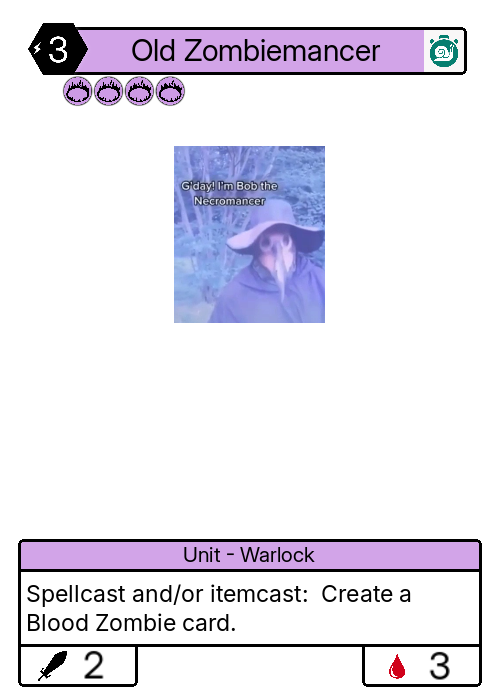 3
Old Zombiemancer
G'day! I'm Bob the
Necromancer
Unit - Warlock
Spellcast and/or itemcast:  Create a
Blood Zombie card.
2
3